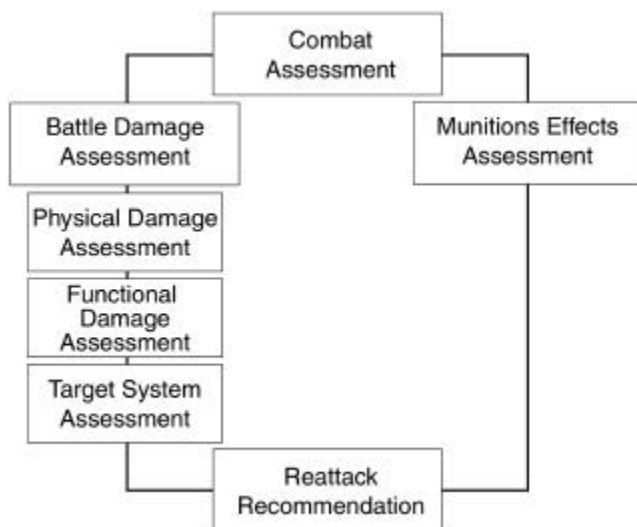 Combat
Assessment
Battle Damage
Assessment
Munitions Effects
Assessment
Physical Damage
Assessment
Functional
Damage
Assessment
Target System
Assessment
Reattack
Recommendation